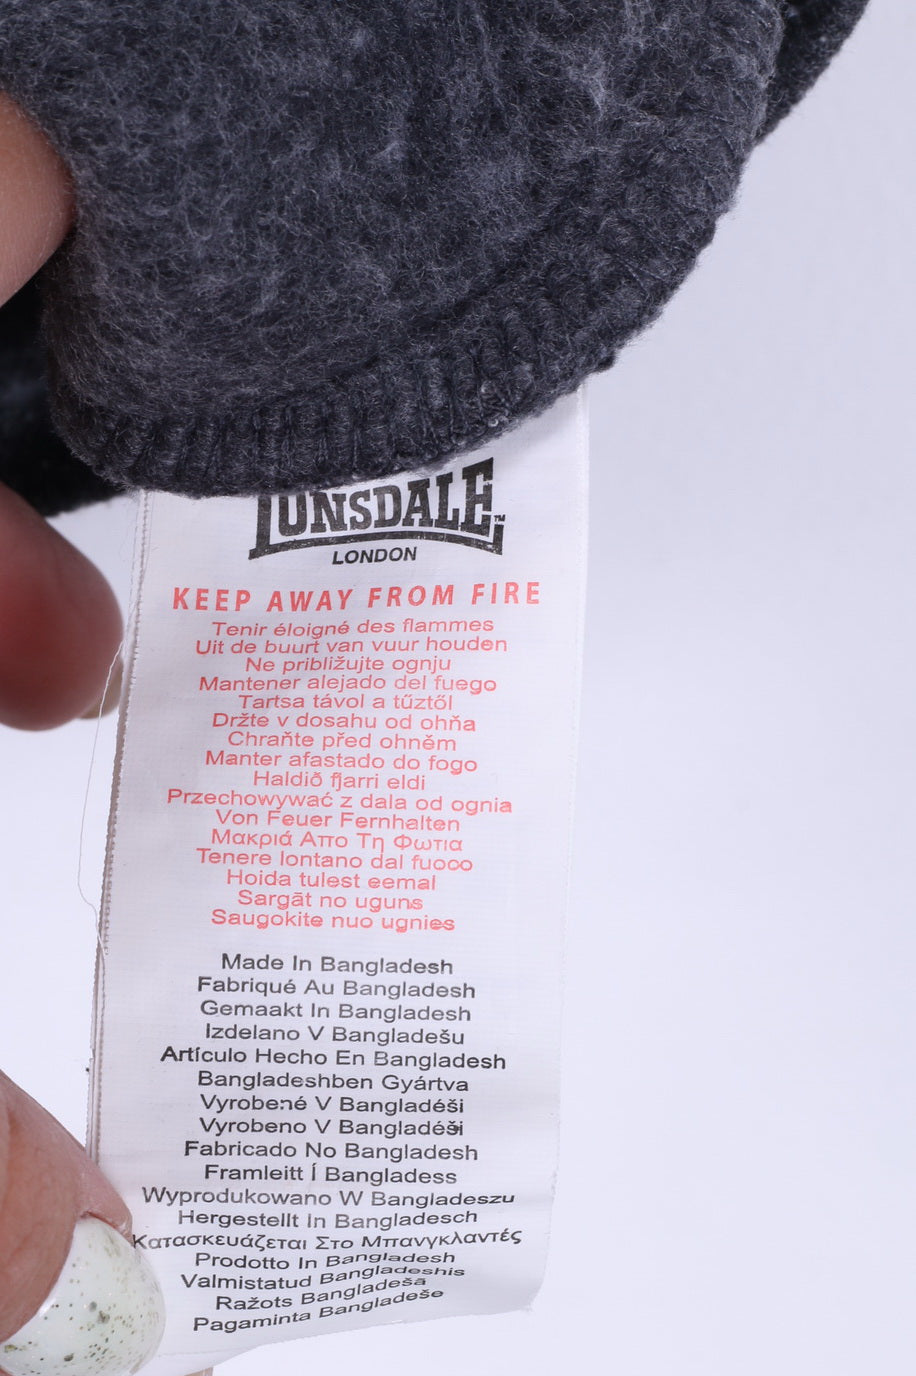 LONSDALE™
LONDON
KEEP AWAY FROM FIRE
Tenir éloigné des flammes
Uit de buurt van vuur houden
Ne približujte ognju
Mantener alejado del fuego
Tartsa távol a tűztől
Držte v dosahu od ohňa
Chraňte před ohněm
Manter afastado do fogo
Haldið fjarri eldi
Przechowywać z dala od ognia
Von Feuer Fernhalten
Μακριά Απο Τη Φωτια
Tenere lontano dal fuoco
Hoida tulest eemal
Sargāt no uguns
Saugokite nuo ugnies
Made In Bangladesh
Fabriqué Au Bangladesh
Gemaakt In Bangladesh
Izdelano V Bangladešu
Artículo Hecho En Bangladesh
Bangladeshben Gyártva
Vyrobené V Bangladéši
Vyrobeno V Bangladéši
Fabricado No Bangladesh
Framleitt Í Bangladess
Wyprodukowano W Bangladeszu
Hergestellt In Bangladesch
Κατασκευάζεται Στο Μπανγκλαντές
Prodotto In Bangladesh
Valmistatud Bangladeshis
Ražots Bangladešā
Pagaminta Bangladeše